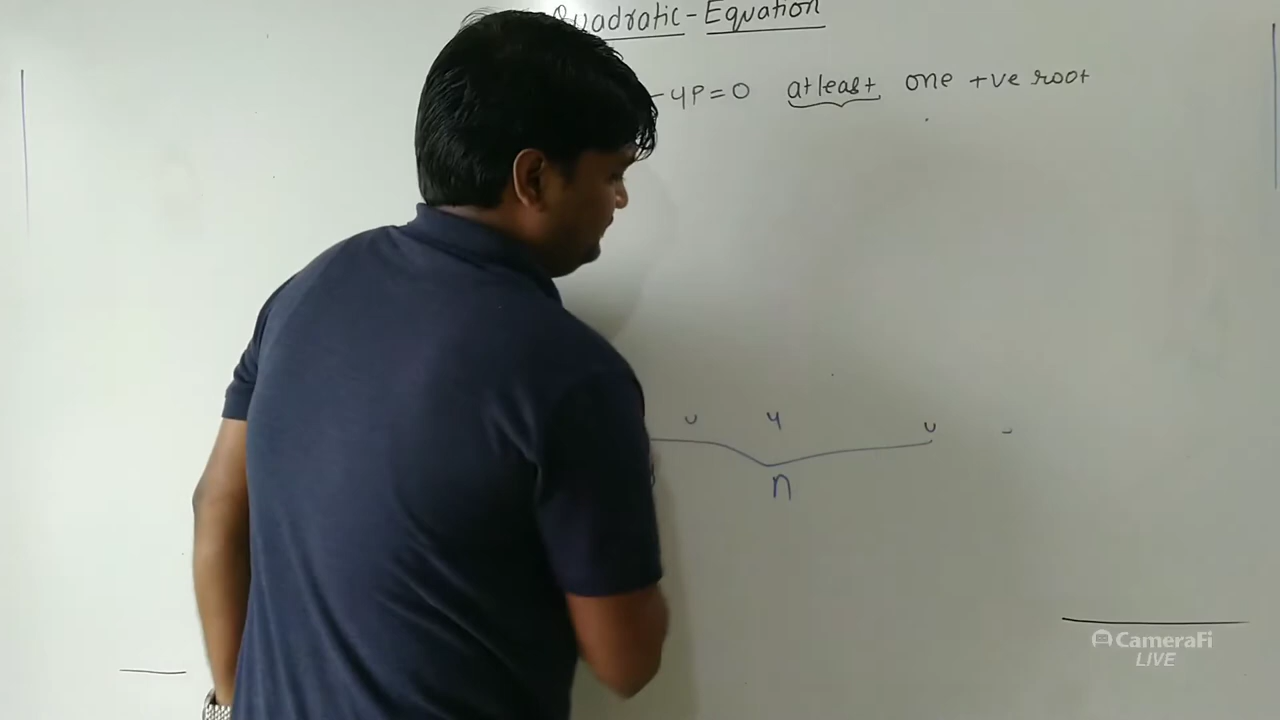 Quadratic - Equation
- 4P = 0 atleast one +ve root
u 4 u
n
CameraFi
LIVE